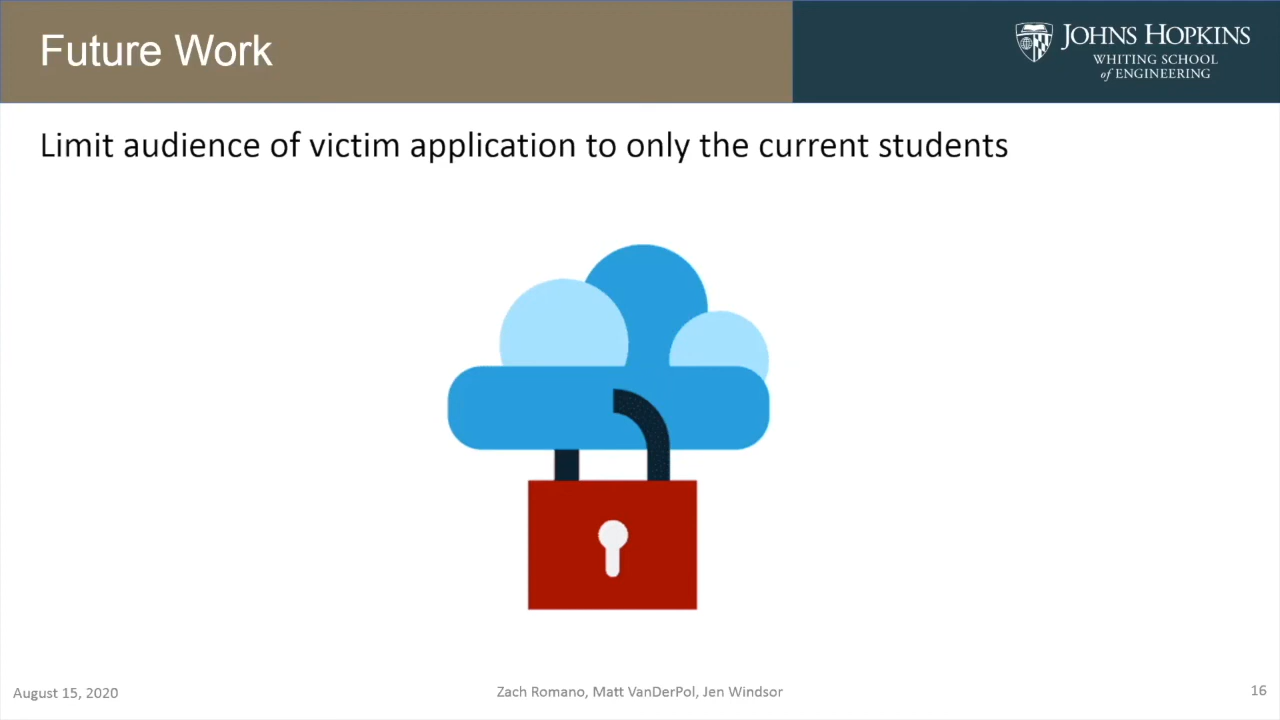 Future Work
JOHNS HOPKINS
WHITING SCHOOL
of ENGINEERING
Limit audience of victim application to only the current students
August 15, 2020
Zach Romano, Matt VanDerPol, Jen Windsor
16